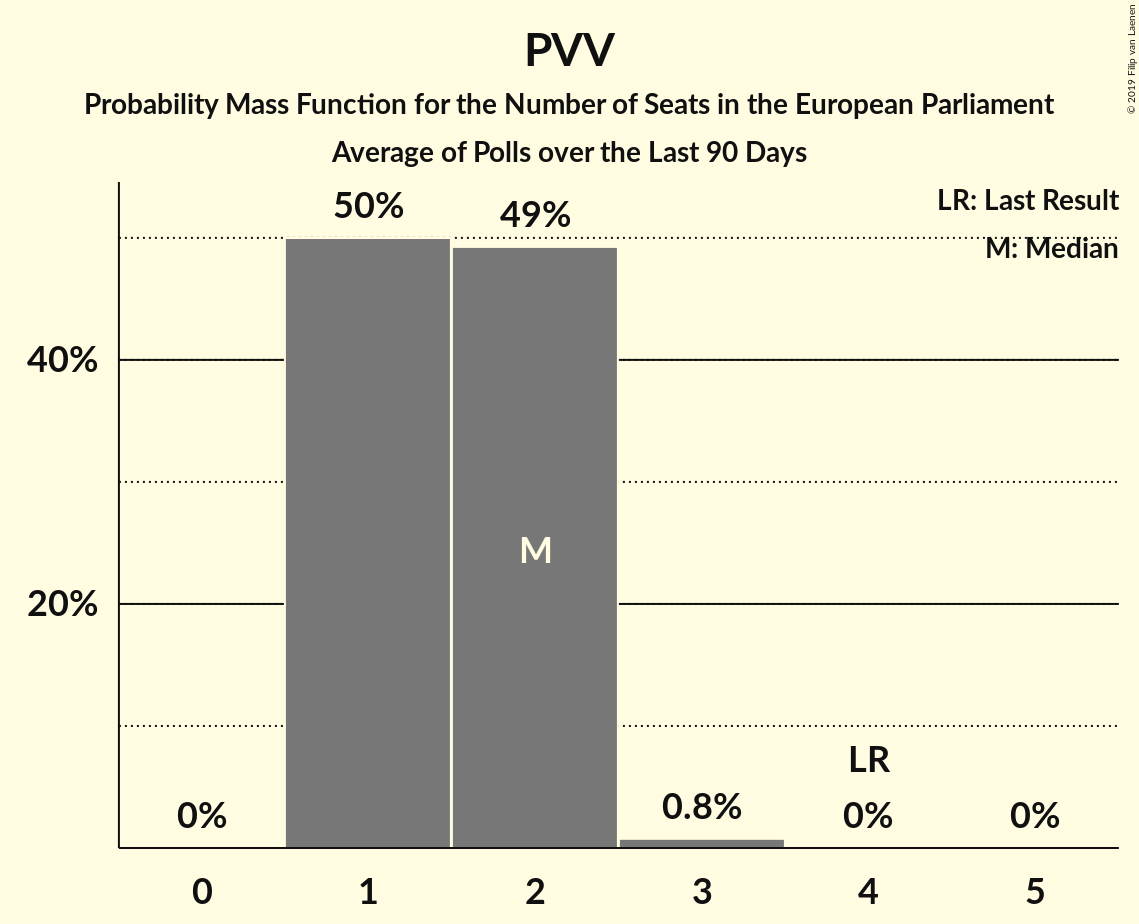 PVV
Probability Mass Function for the Number of Seats in the European Parliament
Average of Polls over the Last 90 Days
© 2019 Filip van Laenen
LR: Last Result
M: Median
50%
49%
40%
M
20%
LR
0%
0.8%
0%
0%
0 1 2 3 4 5